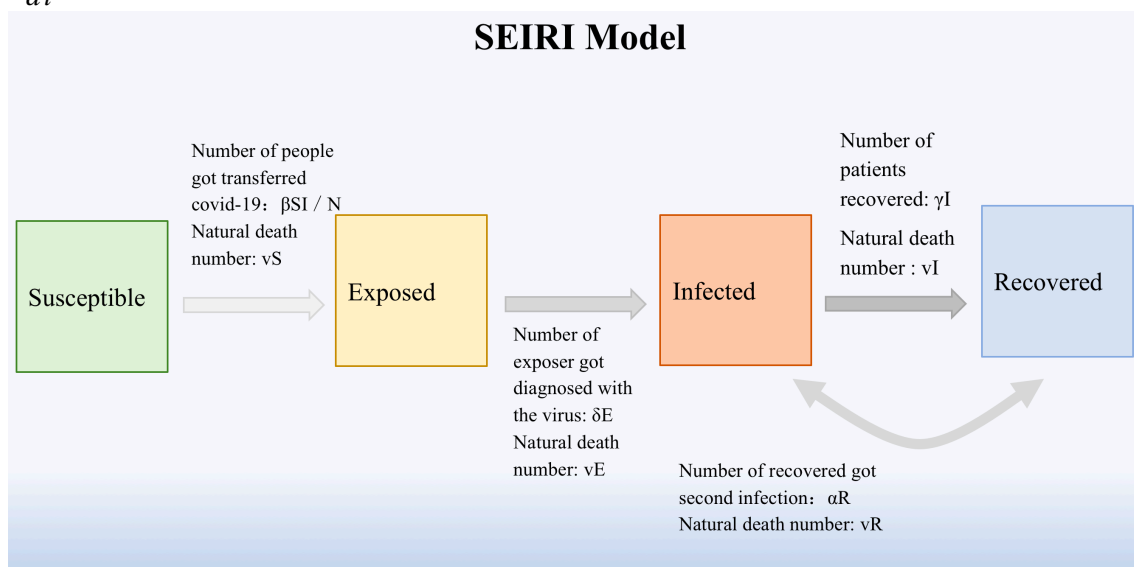 SEIRI Model
Number of people
got transferred
covid-19：βSI / N
Natural death
number: vS
Susceptible
Exposed
Number of
exposer got
diagnosed with
the virus: δE
Natural death
number: vE
Infected
Number of
patients
recovered: γI
Natural death
number : vI
Recovered
Number of recovered got
second infection：αR
Natural death number: vR